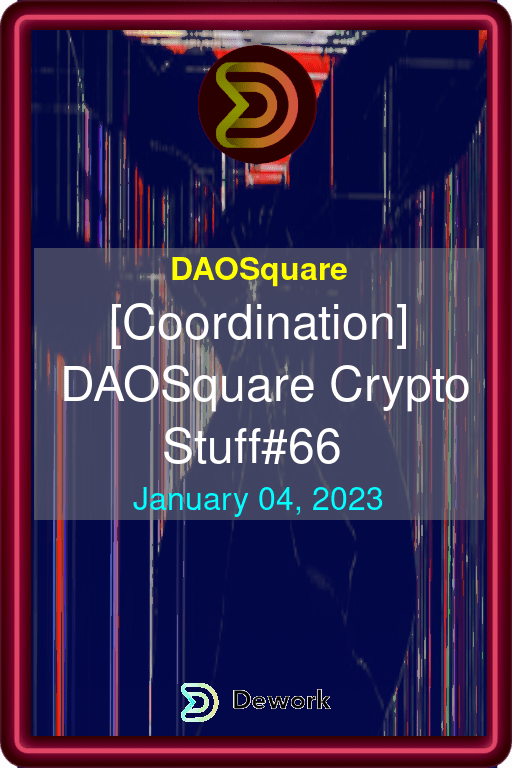 DAOSquare
[Coordination]
DAOSquare Crypto
Stuff#66
January 04, 2023
Dework